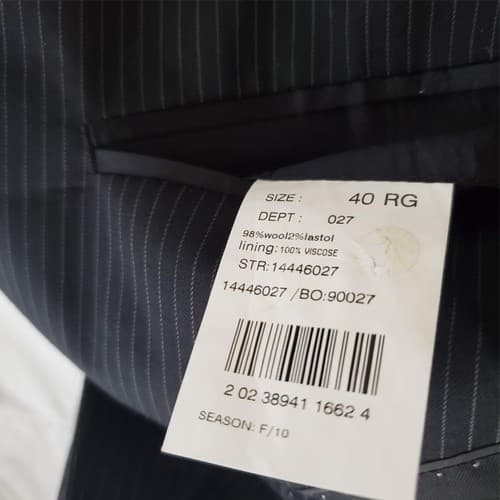 SIZE : 40 RG
DEPT : 027
98%wool2%lastol
lining: 100% VISCOSE
STR:14446027
14446027 /BO:90027
2 02 38941 1662 4
SEASON: F/10